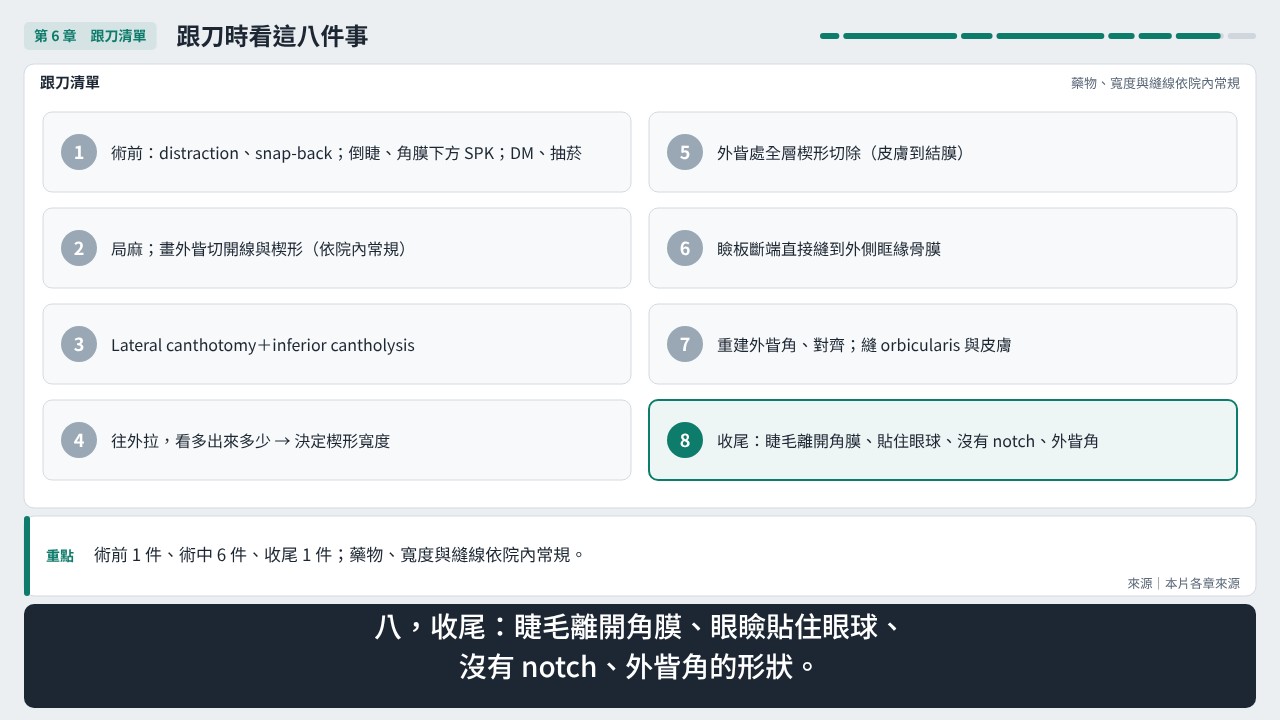 第 6 章　跟刀清單
跟刀時看這八件事
跟刀清單
藥物、寬度與縫線依院內常規
1 術前：distraction、snap-back；倒睫、角膜下方 SPK；DM、抽菸
2 局麻；畫外眥切開線與楔形（依院內常規）
3 Lateral canthotomy＋inferior cantholysis
4 往外拉，看多出來多少 → 決定楔形寬度
5 外眥處全層楔形切除（皮膚到結膜）
6 瞼板斷端直接縫到外側眶緣骨膜
7 重建外眥角、對齊；縫 orbicularis 與皮膚
8 收尾：睫毛離開角膜、貼住眼球、沒有 notch、外眥角
重點 術前 1 件、術中 6 件、收尾 1 件；藥物、寬度與縫線依院內常規。
來源｜本片各章來源
八，收尾：睫毛離開角膜、眼瞼貼住眼球、
沒有 notch、外眥角的形狀。